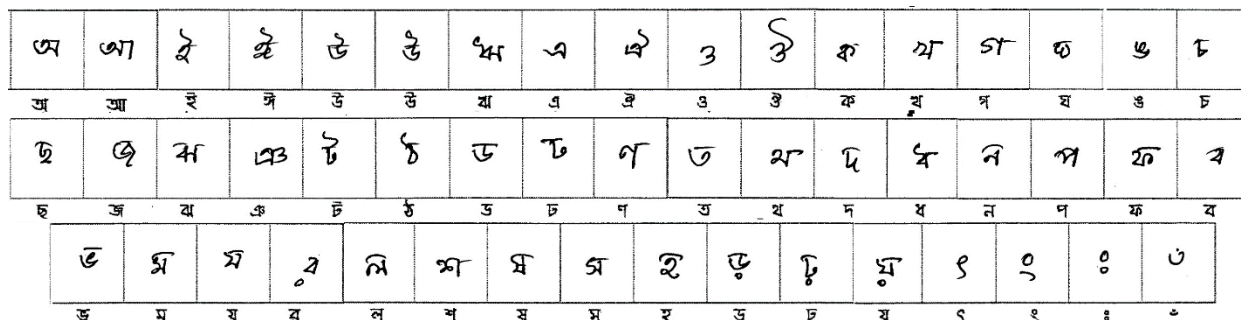 অ আ ই ঈ উ ঊ ঋ এ ঐ ও ঔ ক খ গ ঘ ঙ চ
অ আ ই ঈ উ ঊ ঋ এ ঐ ও ঔ ক খ গ ঘ ঙ চ
ছ জ ঝ ঞ ট ঠ ড ঢ ণ ত থ দ ধ ন প ফ ব
ছ জ ঝ ঞ ট ঠ ড ঢ ণ ত থ দ ধ ন প ফ ব
ভ ম য র ল শ ষ স হ ড় ঢ় য় ৎ ং ঃ ঁ
ভ ম য র ল শ ষ স হ ড় ঢ় য় ৎ ং ঃ ঁ